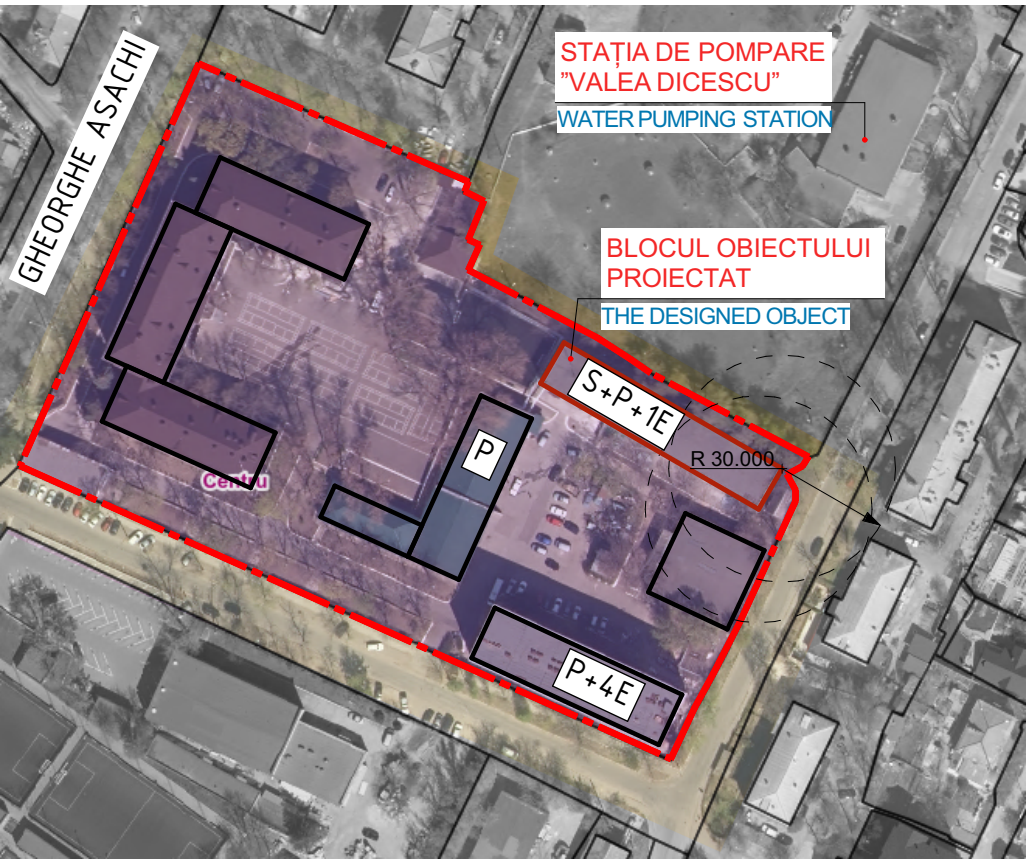 GHEORGHE ASACHI
STAȚIA DE POMPARE
”VALEA DICESCU”
WATER PUMPING STATION
BLOCUL OBIECTULUI
PROIECTAT
THE DESIGNED OBJECT
S+P+1E
P
R 30.000
Centru
P+4E